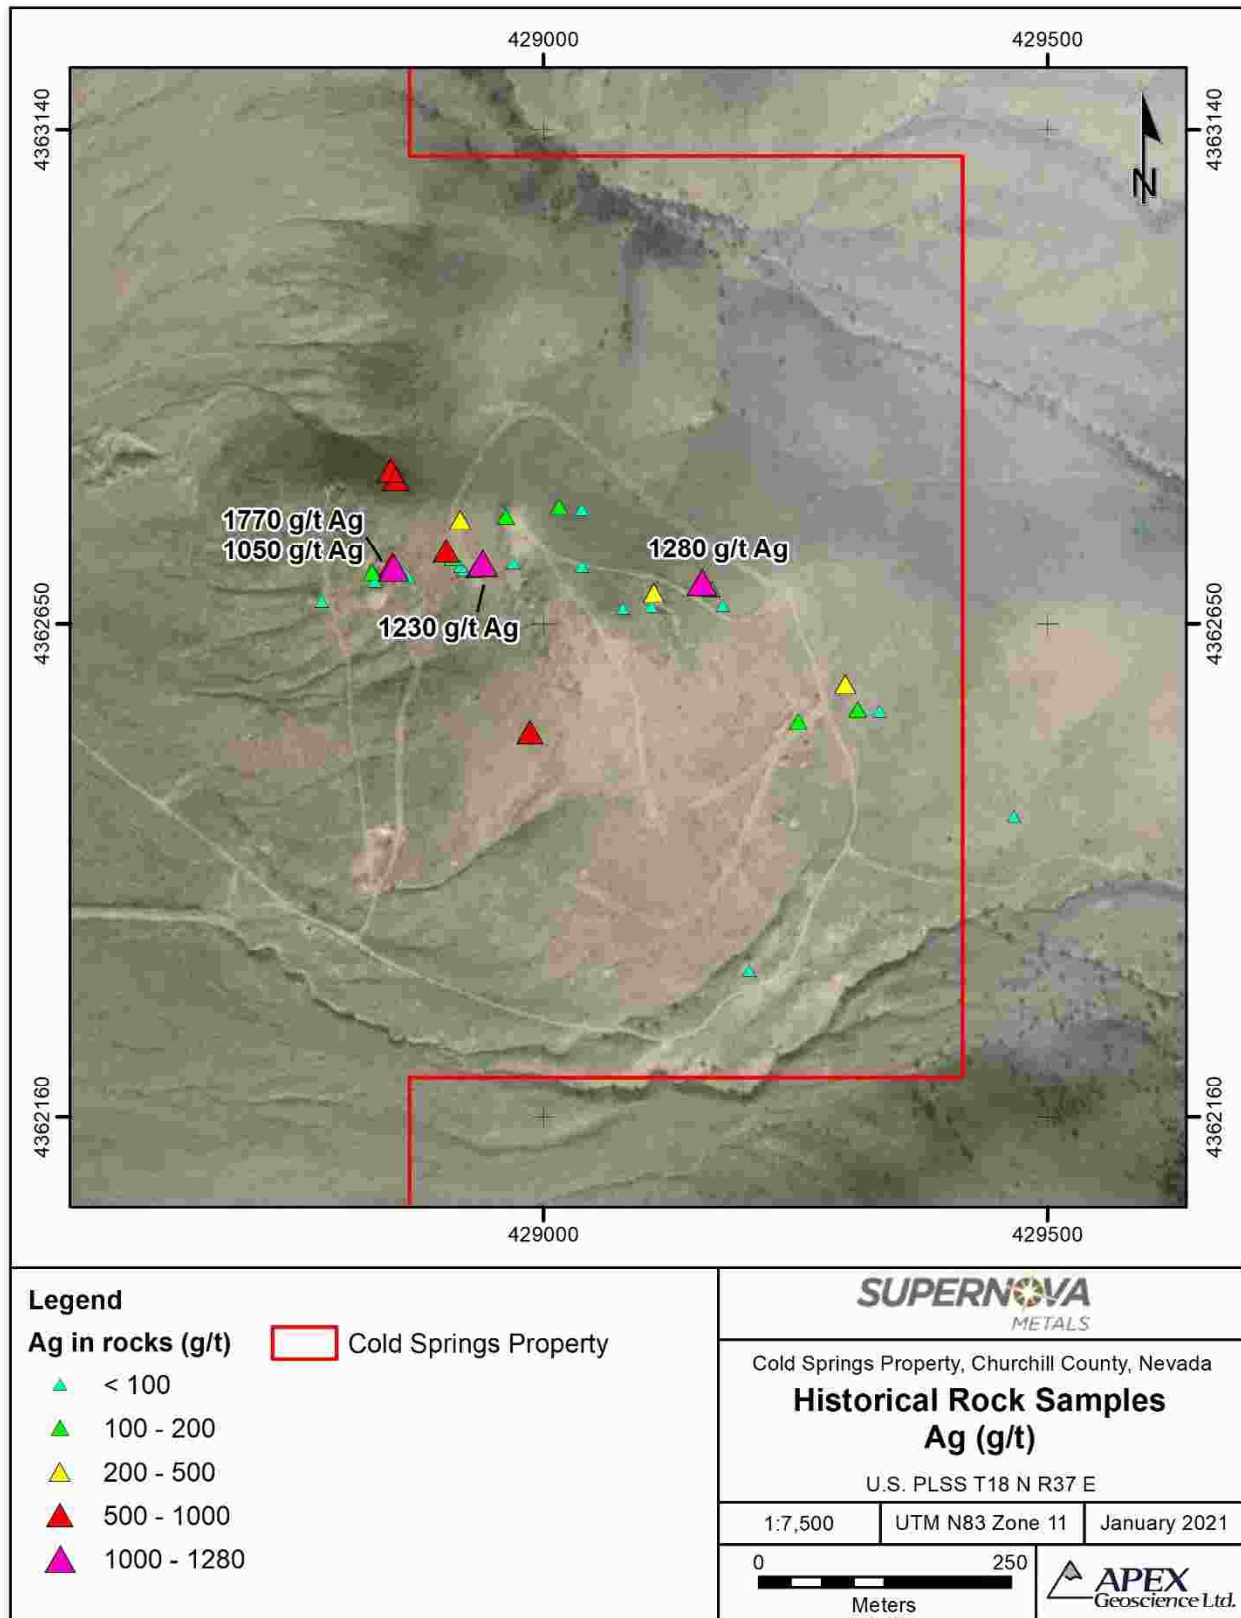 429000
429500
4363140
4363140
1770 g/t Ag
1050 g/t Ag
1280 g/t Ag
1230 g/t Ag
4362650
4362650
4362160
4362160
429000
429500
N
Legend
Ag in rocks (g/t)
Cold Springs Property
< 100
100 - 200
200 - 500
500 - 1000
1000 - 1280
SUPERNOVA
METALS
Cold Springs Property, Churchill County, Nevada
Historical Rock Samples
Ag (g/t)
U.S. PLSS T18 N R37 E
1:7,500
UTM N83 Zone 11
January 2021
0
250
Meters
APEX
Geoscience Ltd.